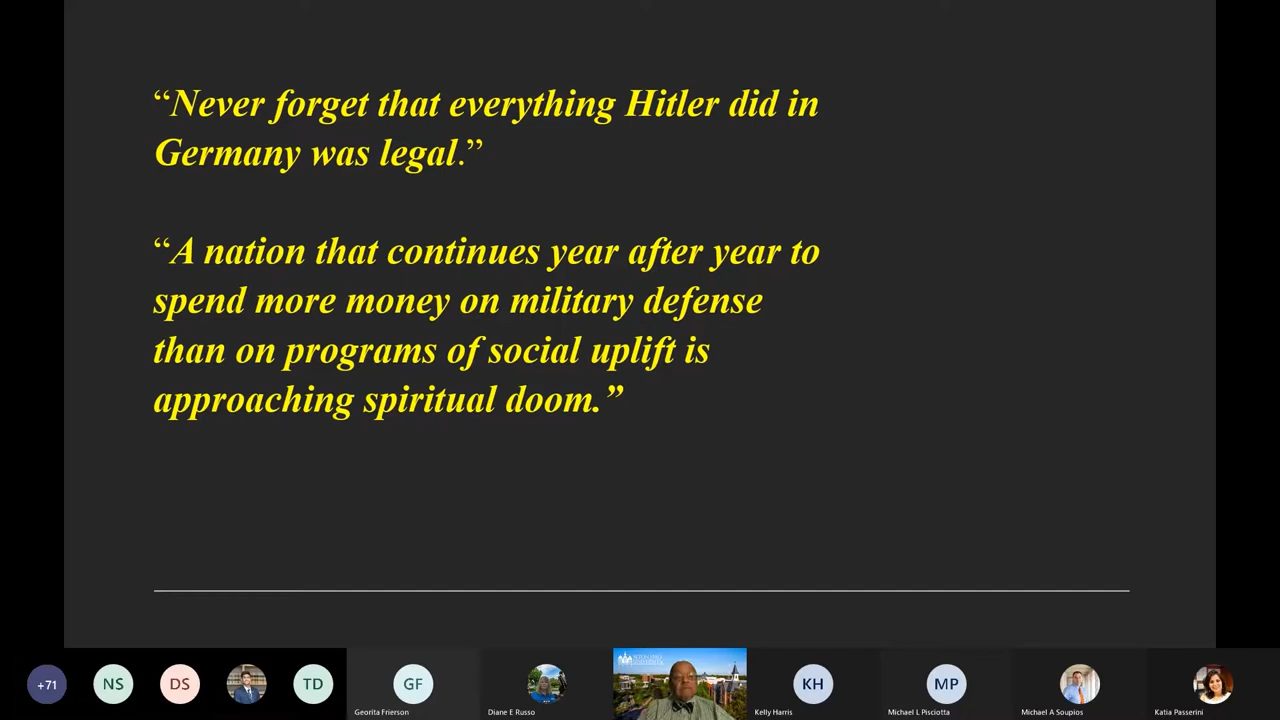 “Never forget that everything Hitler did in
Germany was legal.”
“A nation that continues year after year to
spend more money on military defense
than on programs of social uplift is
approaching spiritual doom.”
+71
NS
DS
TD
GF
KH
MP
Georita Frierson
Diane E Russo
Kelly Harris
Michael L Pisciotta
Michael A Soupios
Katia Passerini